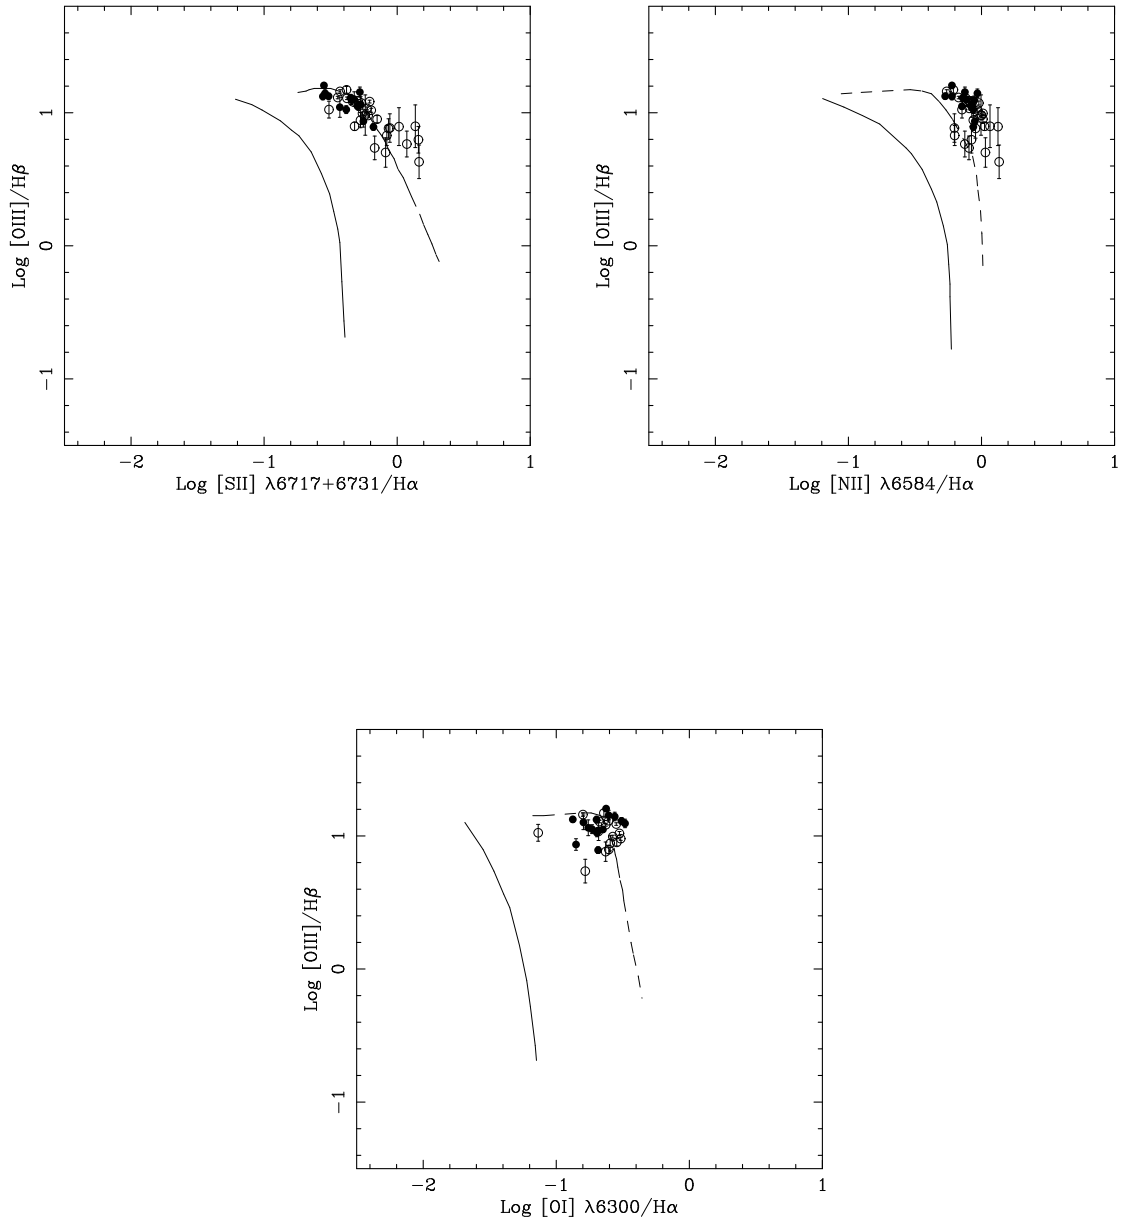 1
0
−1
Log [OIII]/Hβ
−2 −1 0 1
Log [SII] λ6717+6731/Hα
1
0
−1
Log [OIII]/Hβ
−2 −1 0 1
Log [NII] λ6584/Hα
1
0
−1
Log [OIII]/Hβ
−2 −1 0 1
Log [OI] λ6300/Hα